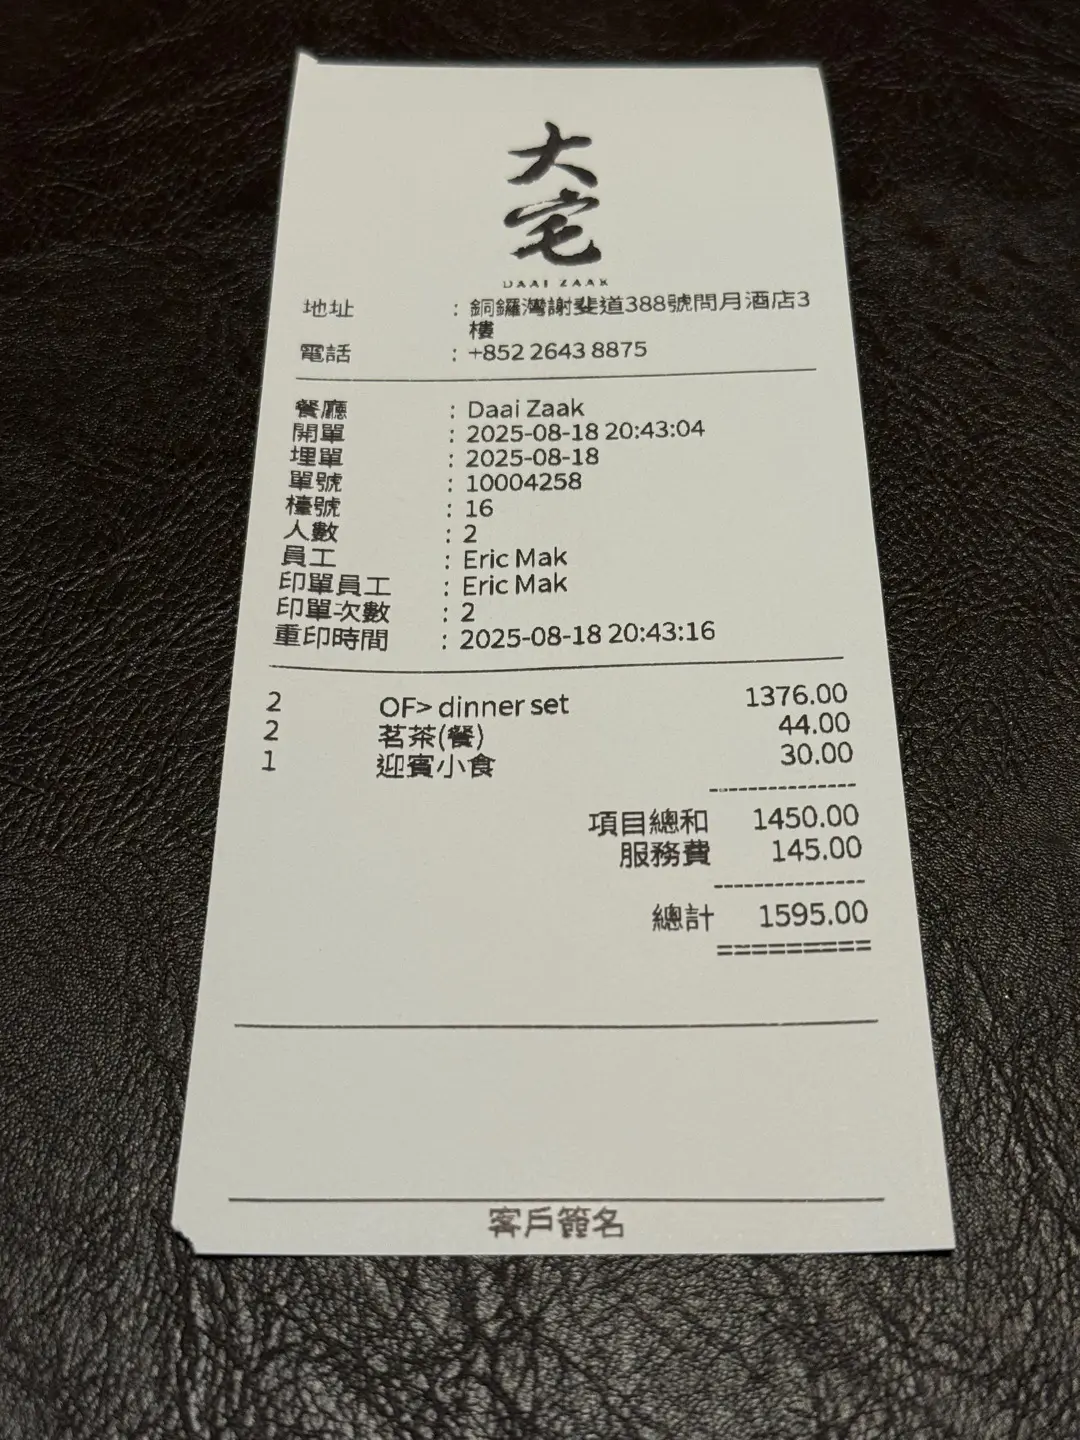 大
宅
DAAI ZAAK
地址 : 銅鑼灣謝斐道388號問月酒店3
樓
電話 : +852 2643 8875
餐廳 : Daai Zaak
開單 : 2025-08-18 20:43:04
埋單 : 2025-08-18
單號 : 10004258
檯號 : 16
人數 : 2
員工 : Eric Mak
印單員工 : Eric Mak
印單次數 : 2
重印時間 : 2025-08-18 20:43:16
2 OF> dinner set 1376.00
2 茗茶(餐) 44.00
1 迎賓小食 30.00
---------------
項目總和 1450.00
服務費 145.00
---------------
總計 1595.00
=========
客戶簽名